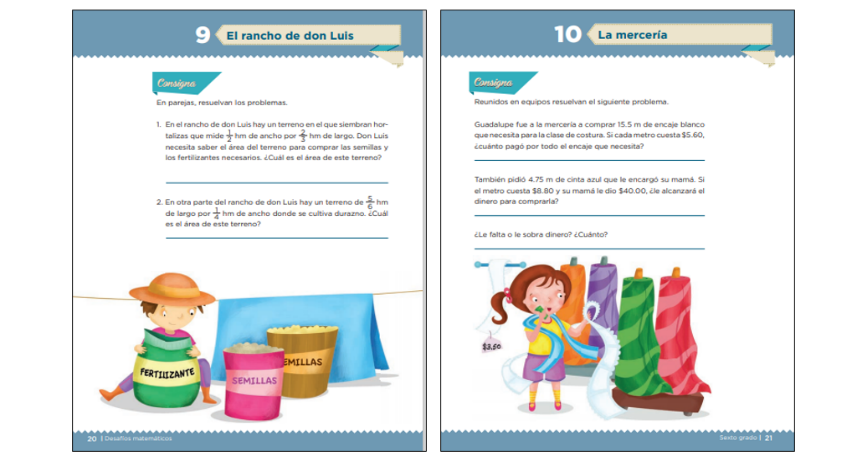 9 El rancho de don Luis
Consigna
En parejas, resuelvan los problemas.
1. En el rancho de don Luis hay un terreno en el que siembran hor-
talizas que mide 1/2 hm de ancho por 2/3 hm de largo. Don Luis
necesita saber el área del terreno para comprar las semillas y
los fertilizantes necesarios. ¿Cuál es el área de este terreno?
2. En otra parte del rancho de don Luis hay un terreno de 5/6 hm
de largo por 1/4 hm de ancho donde se cultiva durazno. ¿Cuál
es el área de este terreno?
FERTILIZANTE
SEMILLAS
EMILLAS
20 | Desafíos matemáticos
10 La mercería
Consigna
Reunidos en equipos resuelvan el siguiente problema.
Guadalupe fue a la mercería a comprar 15.5 m de encaje blanco
que necesita para la clase de costura. Si cada metro cuesta $5.60,
¿cuánto pagó por todo el encaje que necesita?
También pidió 4.75 m de cinta azul que le encargó su mamá. Si
el metro cuesta $8.80 y su mamá le dio $40.00, ¿le alcanzará el
dinero para comprarla?
¿Le falta o le sobra dinero? ¿Cuánto?
$3.50
Sexto grado | 21